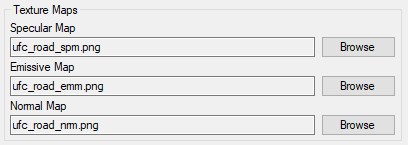 Texture Maps
Specular Map
ufc_road_spm.png Browse
Emissive Map
ufc_road_emm.png Browse
Normal Map
ufc_road_nrm.png Browse